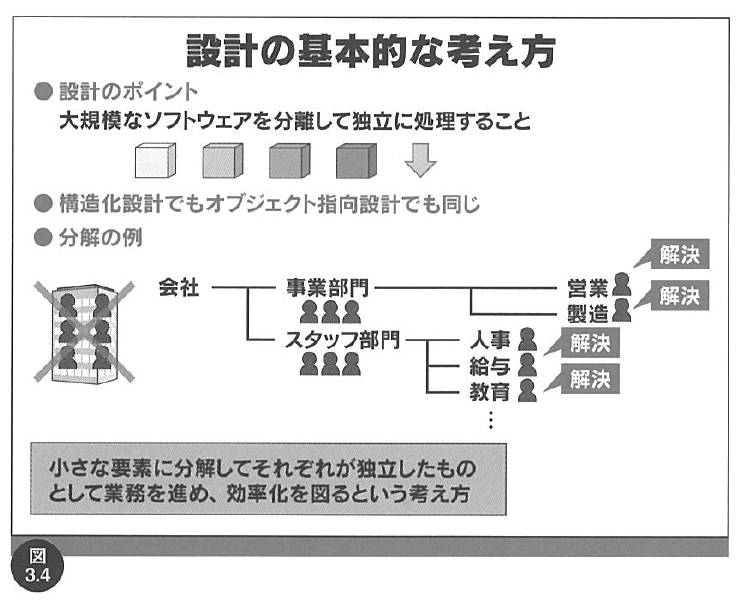 設計の基本的な考え方
● 設計のポイント
大規模なソフトウェアを分離して独立に処理すること
● 構造化設計でもオブジェクト指向設計でも同じ
● 分解の例
解決
会社 事業部門 営業
解決
製造
スタッフ部門 人事 解決
給与
教育 解決
⋮
小さな要素に分解してそれぞれが独立したもの
として業務を進め、効率化を図るという考え方
図
3.4